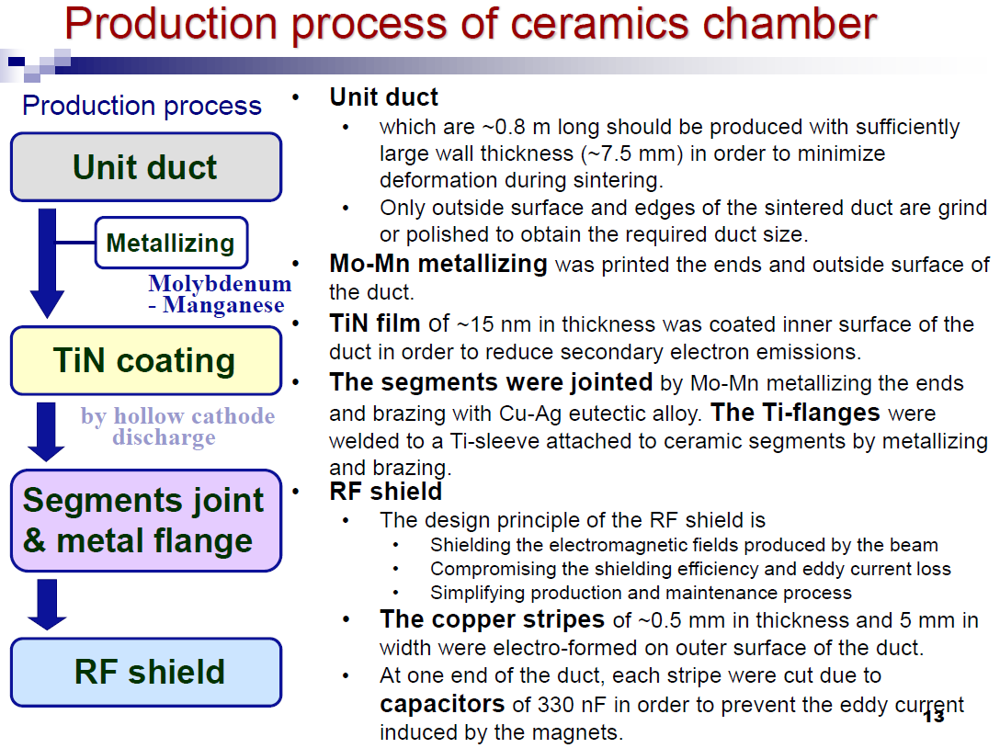 Production process of ceramics chamber
Production process
Unit duct
Metallizing
Molybdenum
- Manganese
TiN coating
by hollow cathode
discharge
Segments joint
& metal flange
RF shield
• Unit duct
• which are ~0.8 m long should be produced with sufficiently
large wall thickness (~7.5 mm) in order to minimize
deformation during sintering.
• Only outside surface and edges of the sintered duct are grind
or polished to obtain the required duct size.
• Mo-Mn metallizing was printed the ends and outside surface of
the duct.
• TiN film of ~15 nm in thickness was coated inner surface of the
duct in order to reduce secondary electron emissions.
• The segments were jointed by Mo-Mn metallizing the ends
and brazing with Cu-Ag eutectic alloy. The Ti-flanges were
welded to a Ti-sleeve attached to ceramic segments by metallizing
and brazing.
• RF shield
• The design principle of the RF shield is
• Shielding the electromagnetic fields produced by the beam
• Compromising the shielding efficiency and eddy current loss
• Simplifying production and maintenance process
• The copper stripes of ~0.5 mm in thickness and 5 mm in
width were electro-formed on outer surface of the duct.
• At one end of the duct, each stripe were cut due to
capacitors of 330 nF in order to prevent the eddy current
induced by the magnets.
13